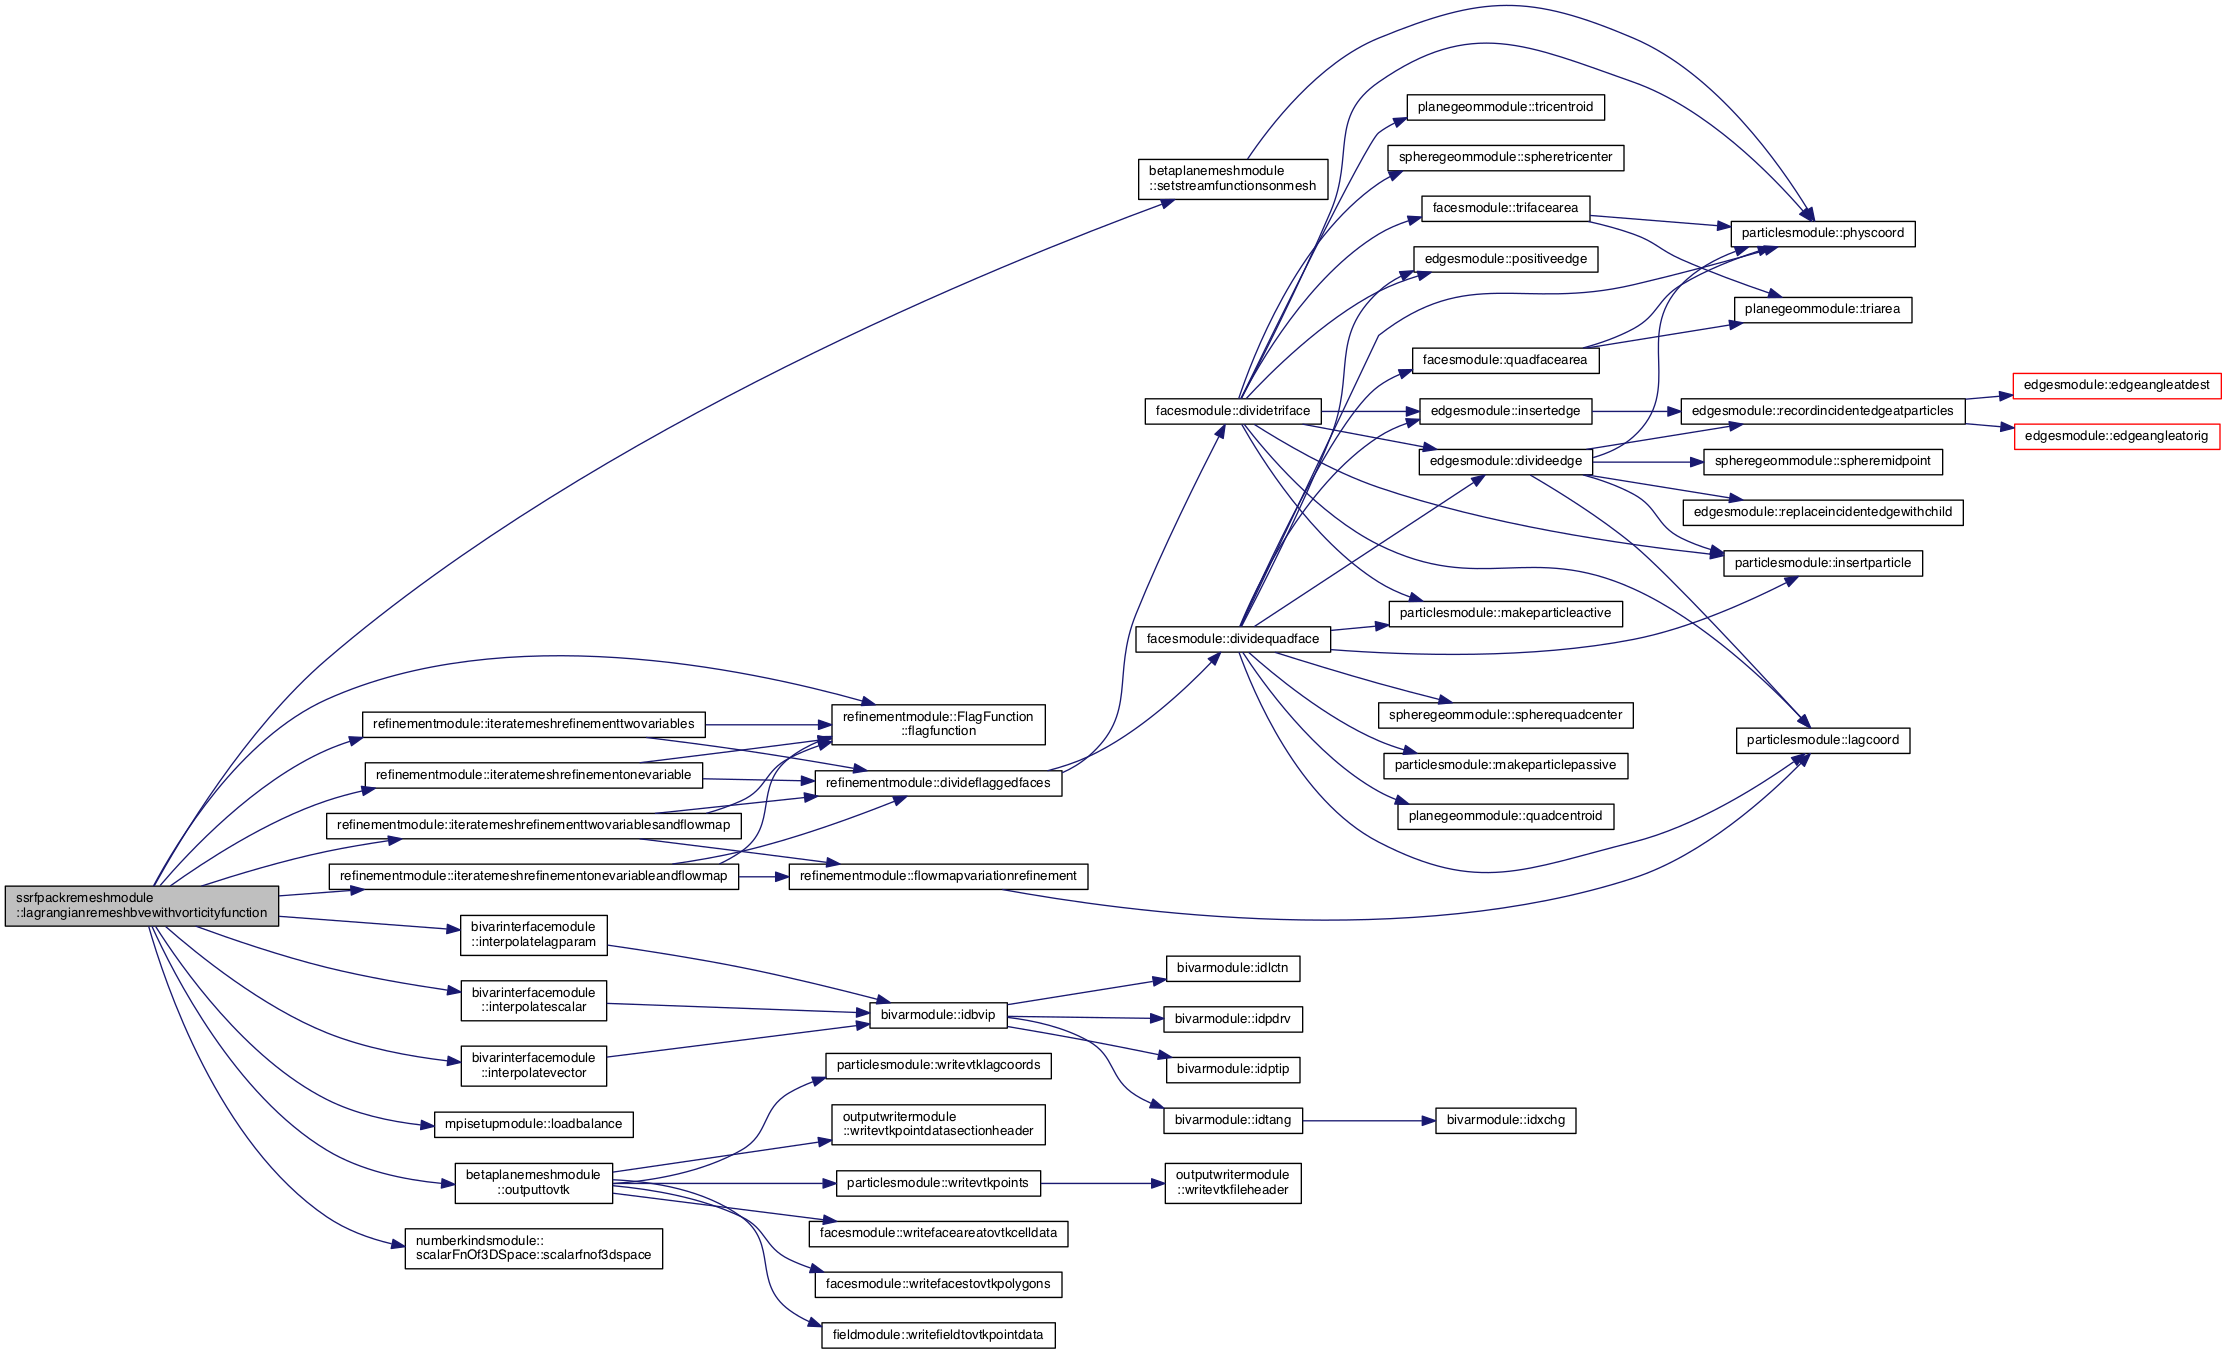 ssrfpackremeshmodule
::lagrangianremeshbvewithvorticityfunction
betaplanemeshmodule
::setstreamfunctionsonmesh
refinementmodule::iteratemeshrefinementtwovariables
refinementmodule::iteratemeshrefinementonevariable
refinementmodule::iteratemeshrefinementtwovariablesandflowmap
refinementmodule::iteratemeshrefinementonevariableandflowmap
bivarinterfacemodule
::interpolatelagparam
bivarinterfacemodule
::interpolatescalar
bivarinterfacemodule
::interpolatevector
mpisetupmodule::loadbalance
betaplanemeshmodule
::outputtovtk
numberkindsmodule::
scalarFnOf3DSpace::scalarfnof3dspace
refinementmodule::FlagFunction
::flagfunction
refinementmodule::divideflaggedfaces
refinementmodule::flowmapvariationrefinement
bivarmodule::idbvip
particlesmodule::writevtklagcoords
outputwritermodule
::writevtkpointdatasectionheader
particlesmodule::writevtkpoints
facesmodule::writefaceareatovtkcelldata
facesmodule::writefacestovtkpolygons
fieldmodule::writefieldtovtkpointdata
facesmodule::dividetriface
facesmodule::dividequadface
bivarmodule::idlctn
bivarmodule::idpdrv
bivarmodule::idptip
bivarmodule::idtang
outputwritermodule
::writevtkfileheader
planegeommodule::tricentroid
spheregeommodule::spheretricenter
facesmodule::trifacearea
edgesmodule::positiveedge
facesmodule::quadfacearea
edgesmodule::insertedge
edgesmodule::divideedge
particlesmodule::makeparticleactive
spheregeommodule::spherequadcenter
particlesmodule::makeparticlepassive
planegeommodule::quadcentroid
bivarmodule::idxchg
particlesmodule::physcoord
planegeommodule::triarea
edgesmodule::recordincidentedgeatparticles
spheregeommodule::spheremidpoint
edgesmodule::replaceincidentedgewithchild
particlesmodule::insertparticle
particlesmodule::lagcoord
edgesmodule::edgeangleatdest
edgesmodule::edgeangleatorig